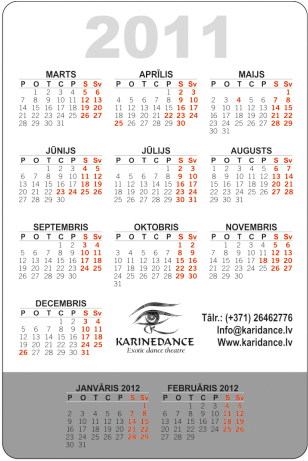 2011
MARTS
P O T C P S Sv
1 2 3 4 5 6
7 8 9 10 11 12 13
14 15 16 17 18 19 20
21 22 23 24 25 26 27
28 29 30 31
APRĪLIS
P O T C P S Sv
1 2 3
4 5 6 7 8 9 10
11 12 13 14 15 16 17
18 19 20 21 22 23 24
25 26 27 28 29 30
MAIJS
P O T C P S Sv
1
2 3 4 5 6 7 8
9 10 11 12 13 14 15
16 17 18 19 20 21 22
23 24 25 26 27 28 29
30 31
JŪNIJS
P O T C P S Sv
1 2 3 4 5
6 7 8 9 10 11 12
13 14 15 16 17 18 19
20 21 22 23 24 25 26
27 28 29 30
JŪLIJS
P O T C P S Sv
1 2 3
4 5 6 7 8 9 10
11 12 13 14 15 16 17
18 19 20 21 22 23 24
25 26 27 28 29 30 31
AUGUSTS
P O T C P S Sv
1 2 3 4 5 6 7
8 9 10 11 12 13 14
15 16 17 18 19 20 21
22 23 24 25 26 27 28
29 30 31
SEPTEMBRIS
P O T C P S Sv
1 2 3 4
5 6 7 8 9 10 11
12 13 14 15 16 17 18
19 20 21 22 23 24 25
26 27 28 29 30
OKTOBRIS
P O T C P S Sv
1 2
3 4 5 6 7 8 9
10 11 12 13 14 15 16
17 18 19 20 21 22 23
24 25 26 27 28 29 30
31
NOVEMBRIS
P O T C P S Sv
1 2 3 4 5 6
7 8 9 10 11 12 13
14 15 16 17 18 19 20
21 22 23 24 25 26 27
28 29 30
DECEMBRIS
P O T C P S Sv
1 2 3 4
5 6 7 8 9 10 11
12 13 14 15 16 17 18
19 20 21 22 23 24 25
26 27 28 29 30 31
KARINEDANCE
Exotic dance theatre
Tālr.: (+371) 26462776
Info@karidance.lv
Www.karidance.lv
JANVĀRIS 2012
P O T C P S Sv
1
2 3 4 5 6 7 8
9 10 11 12 13 14 15
16 17 18 19 20 21 22
23 24 25 26 27 28 29
30 31
FEBRUĀRIS 2012
P O T C P S Sv
1 2 3 4 5
6 7 8 9 10 11 12
13 14 15 16 17 18 19
20 21 22 23 24 25 26
27 28 29